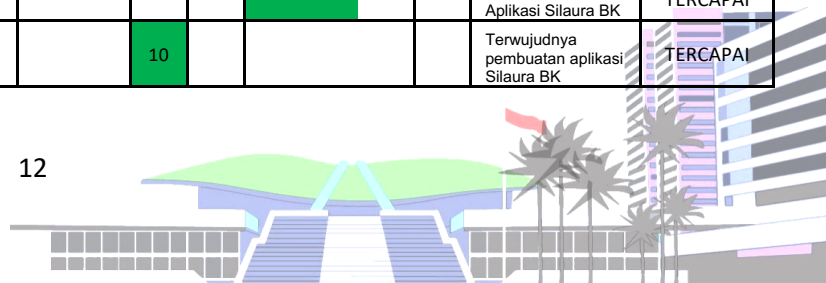 Aplikasi Silaura BK
TERCAPAI
10
Terwujudnya
pembuatan aplikasi
Silaura BK
TERCAPAI
12